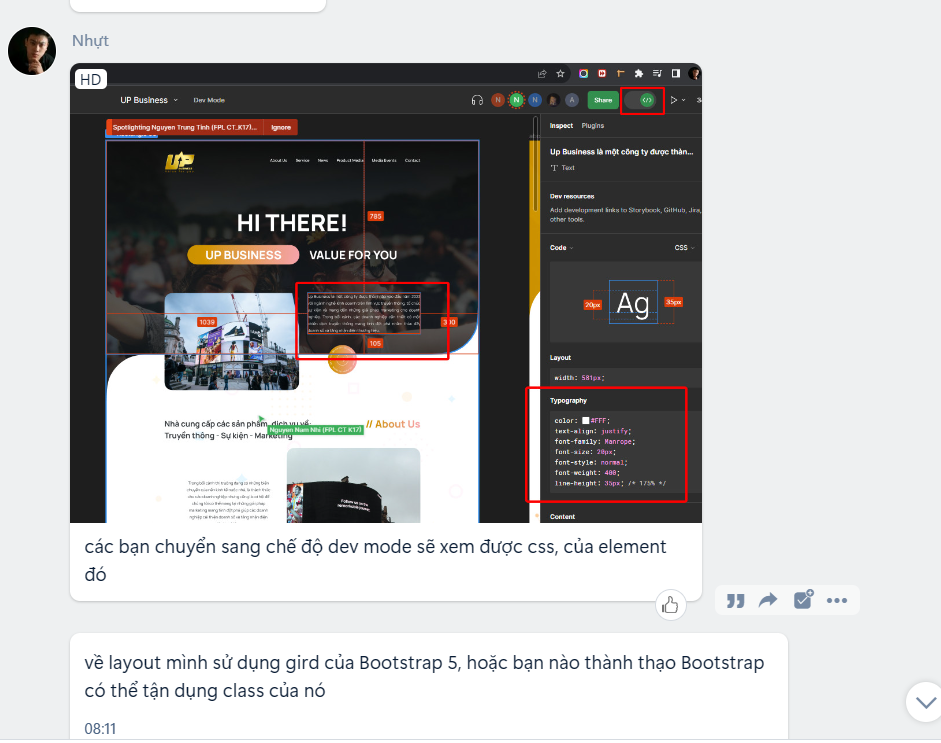 Nhựt
HD
UP Business
Dev Mode
N
N
N
A
Share
</>
Spotlighting Nguyen Trung Tinh (FPL CT_K17)...
Ignore
Inspect
Plugins
UP
About Us
Service
News
Product Media
Media Events
Contact
Up Business là một công ty được thàn...
T Text
HI THERE!
785
UP BUSINESS
VALUE FOR YOU
Dev resources
Add development links to Storybook, GitHub, Jira,
other tools.
Code
CSS
20px
Ag
35px
1039
105
Layout
width: 581px;
Typography
color: #FFF;
text-align: justify;
font-family: Manrope;
font-size: 20px;
font-style: normal;
font-weight: 400;
line-height: 35px; /* 175% */
Content
Nhà cung cấp các sản phẩm, dịch vụ về:
Truyền thông - Sự kiện - Marketing
// About Us
Nguyen Nam Nhi (FPL CT K17)
các bạn chuyển sang chế độ dev mode sẽ xem được css, của element
đó
về layout mình sử dụng gird của Bootstrap 5, hoặc bạn nào thành thạo Bootstrap
có thể tận dụng class của nó
08:11